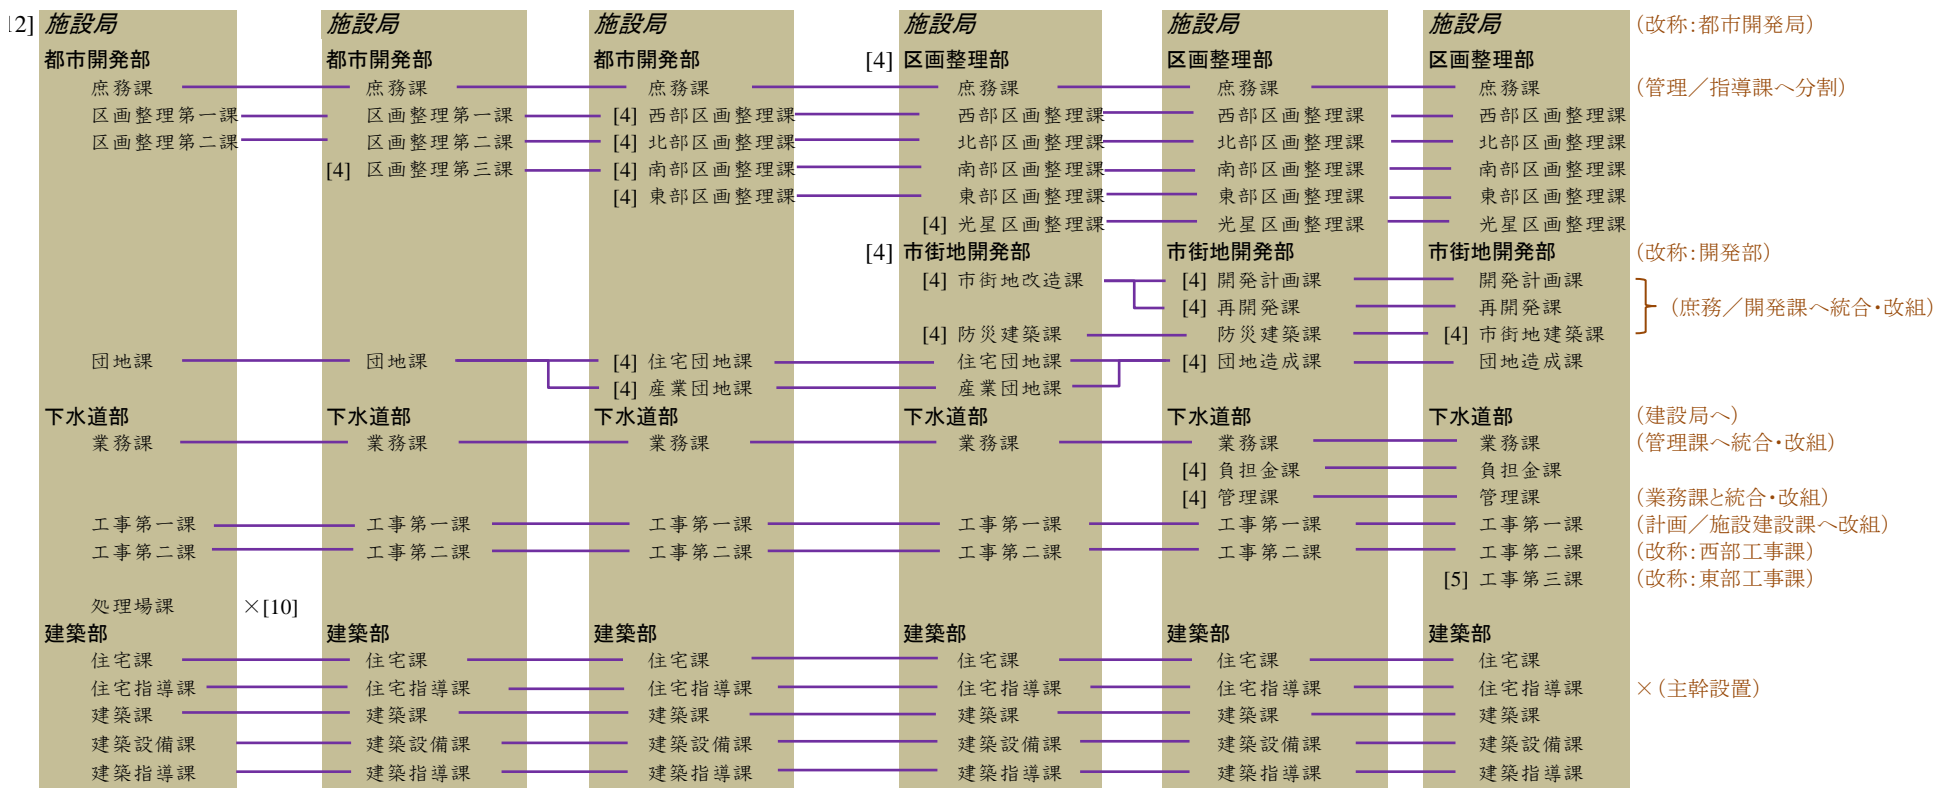 12] 施設局 施設局 施設局 施設局 施設局 施設局 (改称:都市開発局)
都市開発部 都市開発部 都市開発部 [4] 区画整理部 区画整理部 区画整理部
庶務課 庶務課 庶務課 庶務課 庶務課 庶務課 (管理／指導課へ分割)
区画整理第一課 区画整理第一課 [4] 西部区画整理課 西部区画整理課 西部区画整理課 西部区画整理課
区画整理第二課 区画整理第二課 [4] 北部区画整理課 北部区画整理課 北部区画整理課 北部区画整理課
[4] 区画整理第三課 [4] 南部区画整理課 南部区画整理課 南部区画整理課 南部区画整理課
[4] 東部区画整理課 東部区画整理課 東部区画整理課 東部区画整理課
[4] 光星区画整理課 光星区画整理課 光星区画整理課
[4] 市街地開発部 市街地開発部 市街地開発部 (改称:開発部)
[4] 市街地改造課 [4] 開発計画課 開発計画課
[4] 再開発課 再開発課 (庶務／開発課へ統合・改組)
[4] 防災建築課 防災建築課 [4] 市街地建築課
団地課 団地課 [4] 住宅団地課 住宅団地課 [4] 団地造成課 団地造成課
[4] 産業団地課 産業団地課
下水道部 下水道部 下水道部 下水道部 下水道部 下水道部 (建設局へ)
業務課 業務課 業務課 業務課 業務課 業務課 (管理課へ統合・改組)
[4] 負担金課 負担金課
[4] 管理課 管理課 (業務課と統合・改組)
工事第一課 工事第一課 工事第一課 工事第一課 工事第一課 工事第一課 (計画／施設建設課へ改組)
工事第二課 工事第二課 工事第二課 工事第二課 工事第二課 工事第二課 (改称:西部工事課)
[5] 工事第三課 (改称:東部工事課)
処理場課 ×[10]
建築部 建築部 建築部 建築部 建築部 建築部
住宅課 住宅課 住宅課 住宅課 住宅課 住宅課
住宅指導課 住宅指導課 住宅指導課 住宅指導課 住宅指導課 住宅指導課 ×(主幹設置)
建築課 建築課 建築課 建築課 建築課 建築課
建築設備課 建築設備課 建築設備課 建築設備課 建築設備課 建築設備課
建築指導課 建築指導課 建築指導課 建築指導課 建築指導課 建築指導課